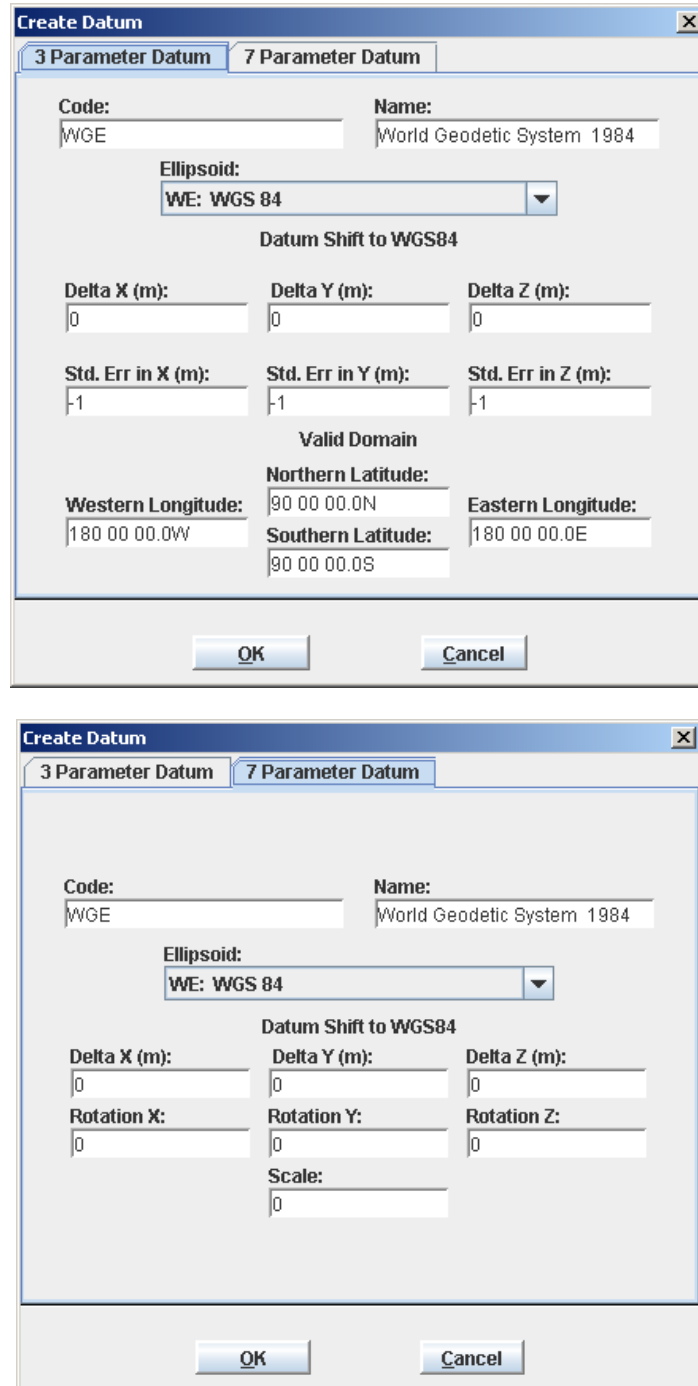 Create Datum
3 Parameter Datum 7 Parameter Datum
Code: Name:
WGE World Geodetic System  1984
Ellipsoid:
WE: WGS 84
Datum Shift to WGS84
Delta X (m): Delta Y (m): Delta Z (m):
0 0 0
Std. Err in X (m): Std. Err in Y (m): Std. Err in Z (m):
-1 -1 -1
Valid Domain
Northern Latitude:
90 00 00.0N
Western Longitude: Eastern Longitude:
180 00 00.0W 180 00 00.0E
Southern Latitude:
90 00 00.0S
OK Cancel
Create Datum
3 Parameter Datum 7 Parameter Datum
Code: Name:
WGE World Geodetic System  1984
Ellipsoid:
WE: WGS 84
Datum Shift to WGS84
Delta X (m): Delta Y (m): Delta Z (m):
0 0 0
Rotation X: Rotation Y: Rotation Z:
0 0 0
Scale:
0
OK Cancel